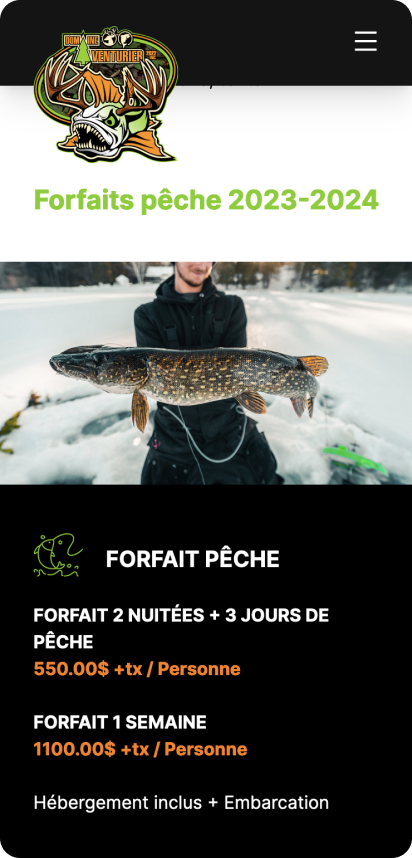 DOMAINE
AVENTURIER
Forfaits pêche 2023-2024
FORFAIT PÊCHE
FORFAIT 2 NUITÉES + 3 JOURS DE
PÊCHE
550.00$ +tx / Personne
FORFAIT 1 SEMAINE
1100.00$ +tx / Personne
Hébergement inclus + Embarcation